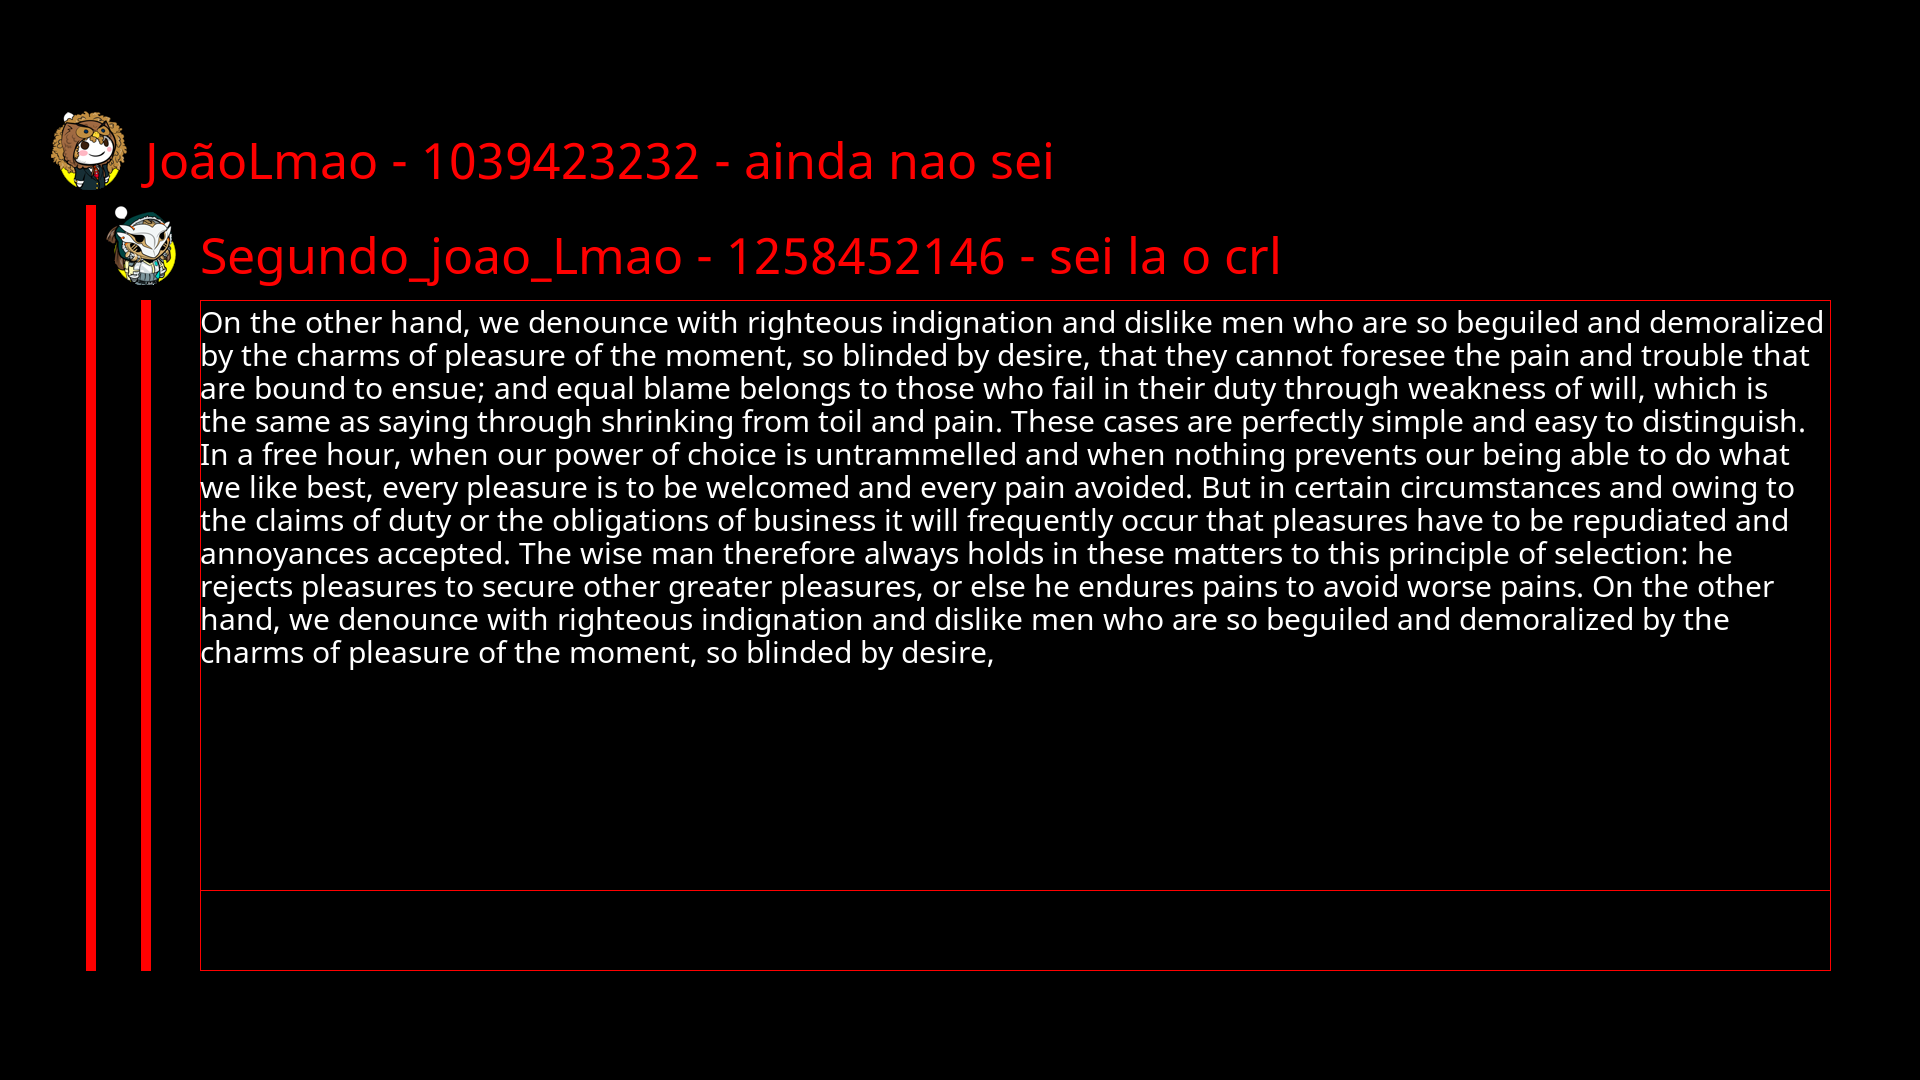 JoãoLmao - 1039423232 - ainda nao sei
Segundo_joao_Lmao - 1258452146 - sei la o crl
On the other hand, we denounce with righteous indignation and dislike men who are so beguiled and demoralized
by the charms of pleasure of the moment, so blinded by desire, that they cannot foresee the pain and trouble that
are bound to ensue; and equal blame belongs to those who fail in their duty through weakness of will, which is
the same as saying through shrinking from toil and pain. These cases are perfectly simple and easy to distinguish.
In a free hour, when our power of choice is untrammelled and when nothing prevents our being able to do what
we like best, every pleasure is to be welcomed and every pain avoided. But in certain circumstances and owing to
the claims of duty or the obligations of business it will frequently occur that pleasures have to be repudiated and
annoyances accepted. The wise man therefore always holds in these matters to this principle of selection: he
rejects pleasures to secure other greater pleasures, or else he endures pains to avoid worse pains. On the other
hand, we denounce with righteous indignation and dislike men who are so beguiled and demoralized by the
charms of pleasure of the moment, so blinded by desire,